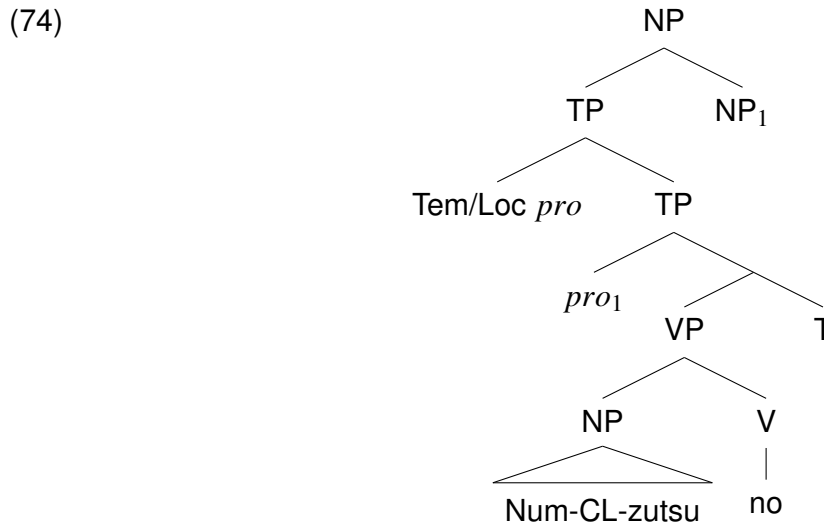 (74) NP
TP NP₁
Tem/Loc pro TP
pro₁
VP T
NP V
Num-CL-zutsu no